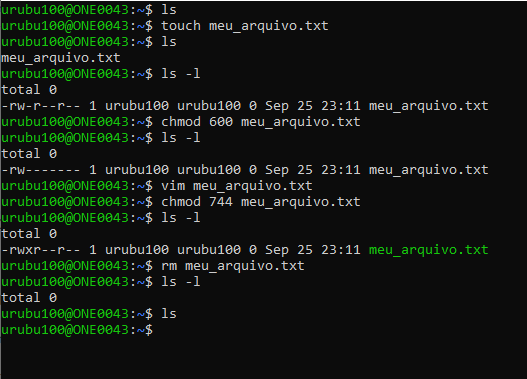 urubu100@ONE0043:~$ ls
urubu100@ONE0043:~$ touch meu_arquivo.txt
urubu100@ONE0043:~$ ls
meu_arquivo.txt
urubu100@ONE0043:~$ ls -l
total 0
-rw-r--r-- 1 urubu100 urubu100 0 Sep 25 23:11 meu_arquivo.txt
urubu100@ONE0043:~$ chmod 600 meu_arquivo.txt
urubu100@ONE0043:~$ ls -l
total 0
-rw------- 1 urubu100 urubu100 0 Sep 25 23:11 meu_arquivo.txt
urubu100@ONE0043:~$ vim meu_arquivo.txt
urubu100@ONE0043:~$ chmod 744 meu_arquivo.txt
urubu100@ONE0043:~$ ls -l
total 0
-rwxr--r-- 1 urubu100 urubu100 0 Sep 25 23:11 meu_arquivo.txt
urubu100@ONE0043:~$ rm meu_arquivo.txt
urubu100@ONE0043:~$ ls -l
total 0
urubu100@ONE0043:~$ ls
urubu100@ONE0043:~$